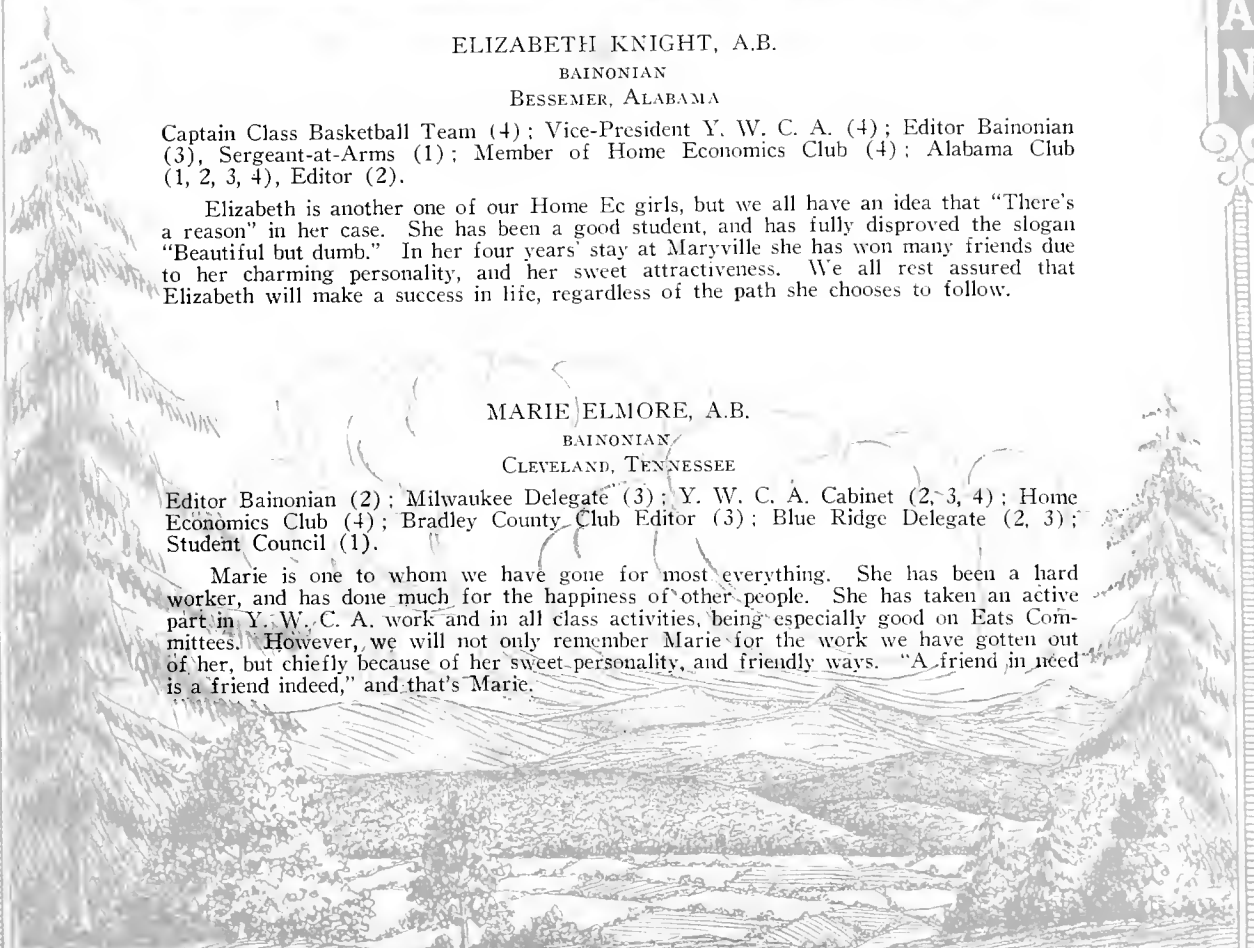 A
N
ELIZABETH KNIGHT, A.B.
BAINONIAN
BESSEMER, ALABAMA
Captain Class Basketball Team (4); Vice-President Y. W. C. A. (4); Editor Bainonian
(3), Sergeant-at-Arms (1); Member of Home Economics Club (4); Alabama Club
(1, 2, 3, 4), Editor (2).
Elizabeth is another one of our Home Ec girls, but we all have an idea that “There's
a reason” in her case. She has been a good student, and has fully disproved the slogan
“Beautiful but dumb.” In her four years' stay at Maryville she has won many friends due
to her charming personality, and her sweet attractiveness. We all rest assured that
Elizabeth will make a success in life, regardless of the path she chooses to follow.
MARIE ELMORE, A.B.
BAINONIAN
CLEVELAND, TENNESSEE
Editor Bainonian (2); Milwaukee Delegate (3); Y. W. C. A. Cabinet (2, 3, 4); Home
Economics Club (4); Bradley County Club Editor (3); Blue Ridge Delegate (2, 3);
Student Council (1).
Marie is one to whom we have gone for most everything. She has been a hard
worker, and has done much for the happiness of other people. She has taken an active
part in Y. W. C. A. work and in all class activities, being especially good on Eats Com-
mittees. However, we will not only remember Marie for the work we have gotten out
of her, but chiefly because of her sweet personality, and friendly ways. “A friend in need
is a friend indeed,” and that's Marie.